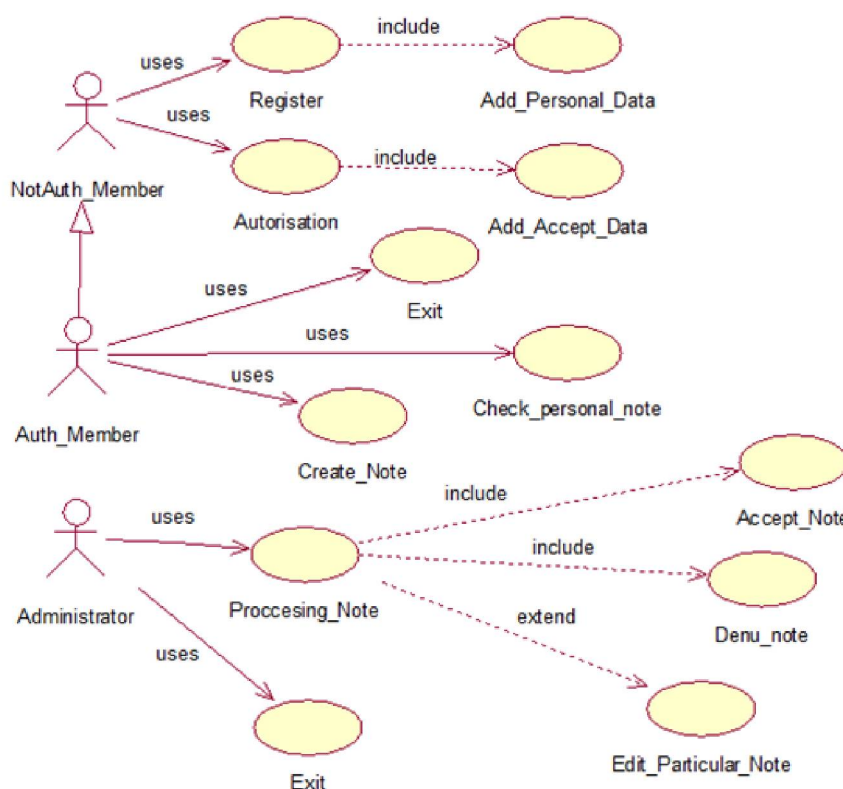 include
uses
Register
Add_Personal_Data
uses
include
NotAuth_Member
Autorisation
Add_Accept_Data
uses
Exit
uses
uses
Check_personal_note
Auth_Member
Create_Note
include
Accept_Note
uses
include
Administrator
Proccesing_Note
extend
Denu_note
uses
Edit_Particular_Note
Exit